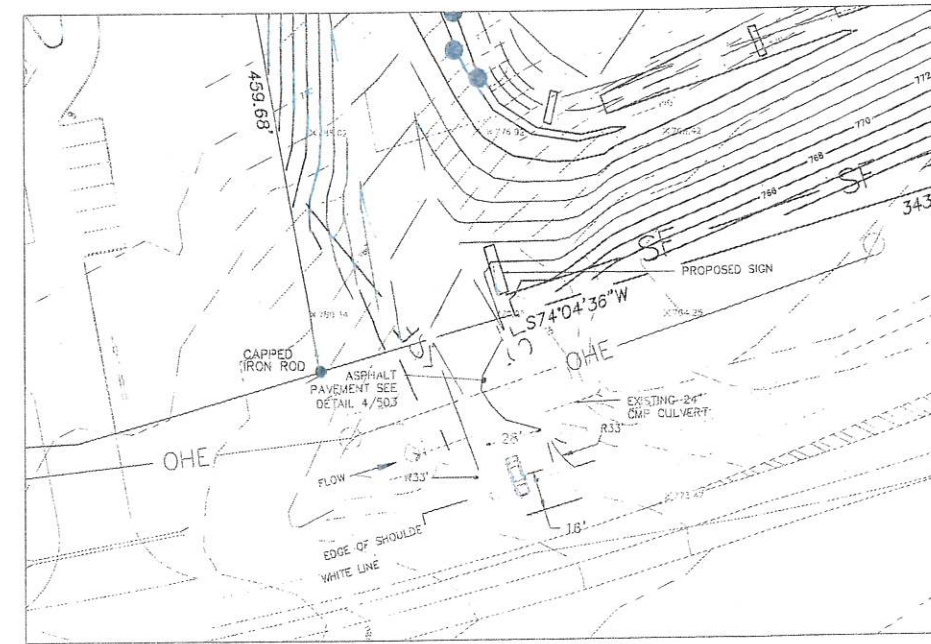 459.68'
772
770
768
766
SF
SF
343
PROPOSED SIGN
S74°04'36"W
CAPPED
IRON ROD
ASPHALT
PAVEMENT SEE
DETAIL 4/503
OHE
EXISTING 24"
CMP CULVERT
R33'
OHE
26'
FLOW
R33'
16'
EDGE OF SHOULDE
WHITE LINE